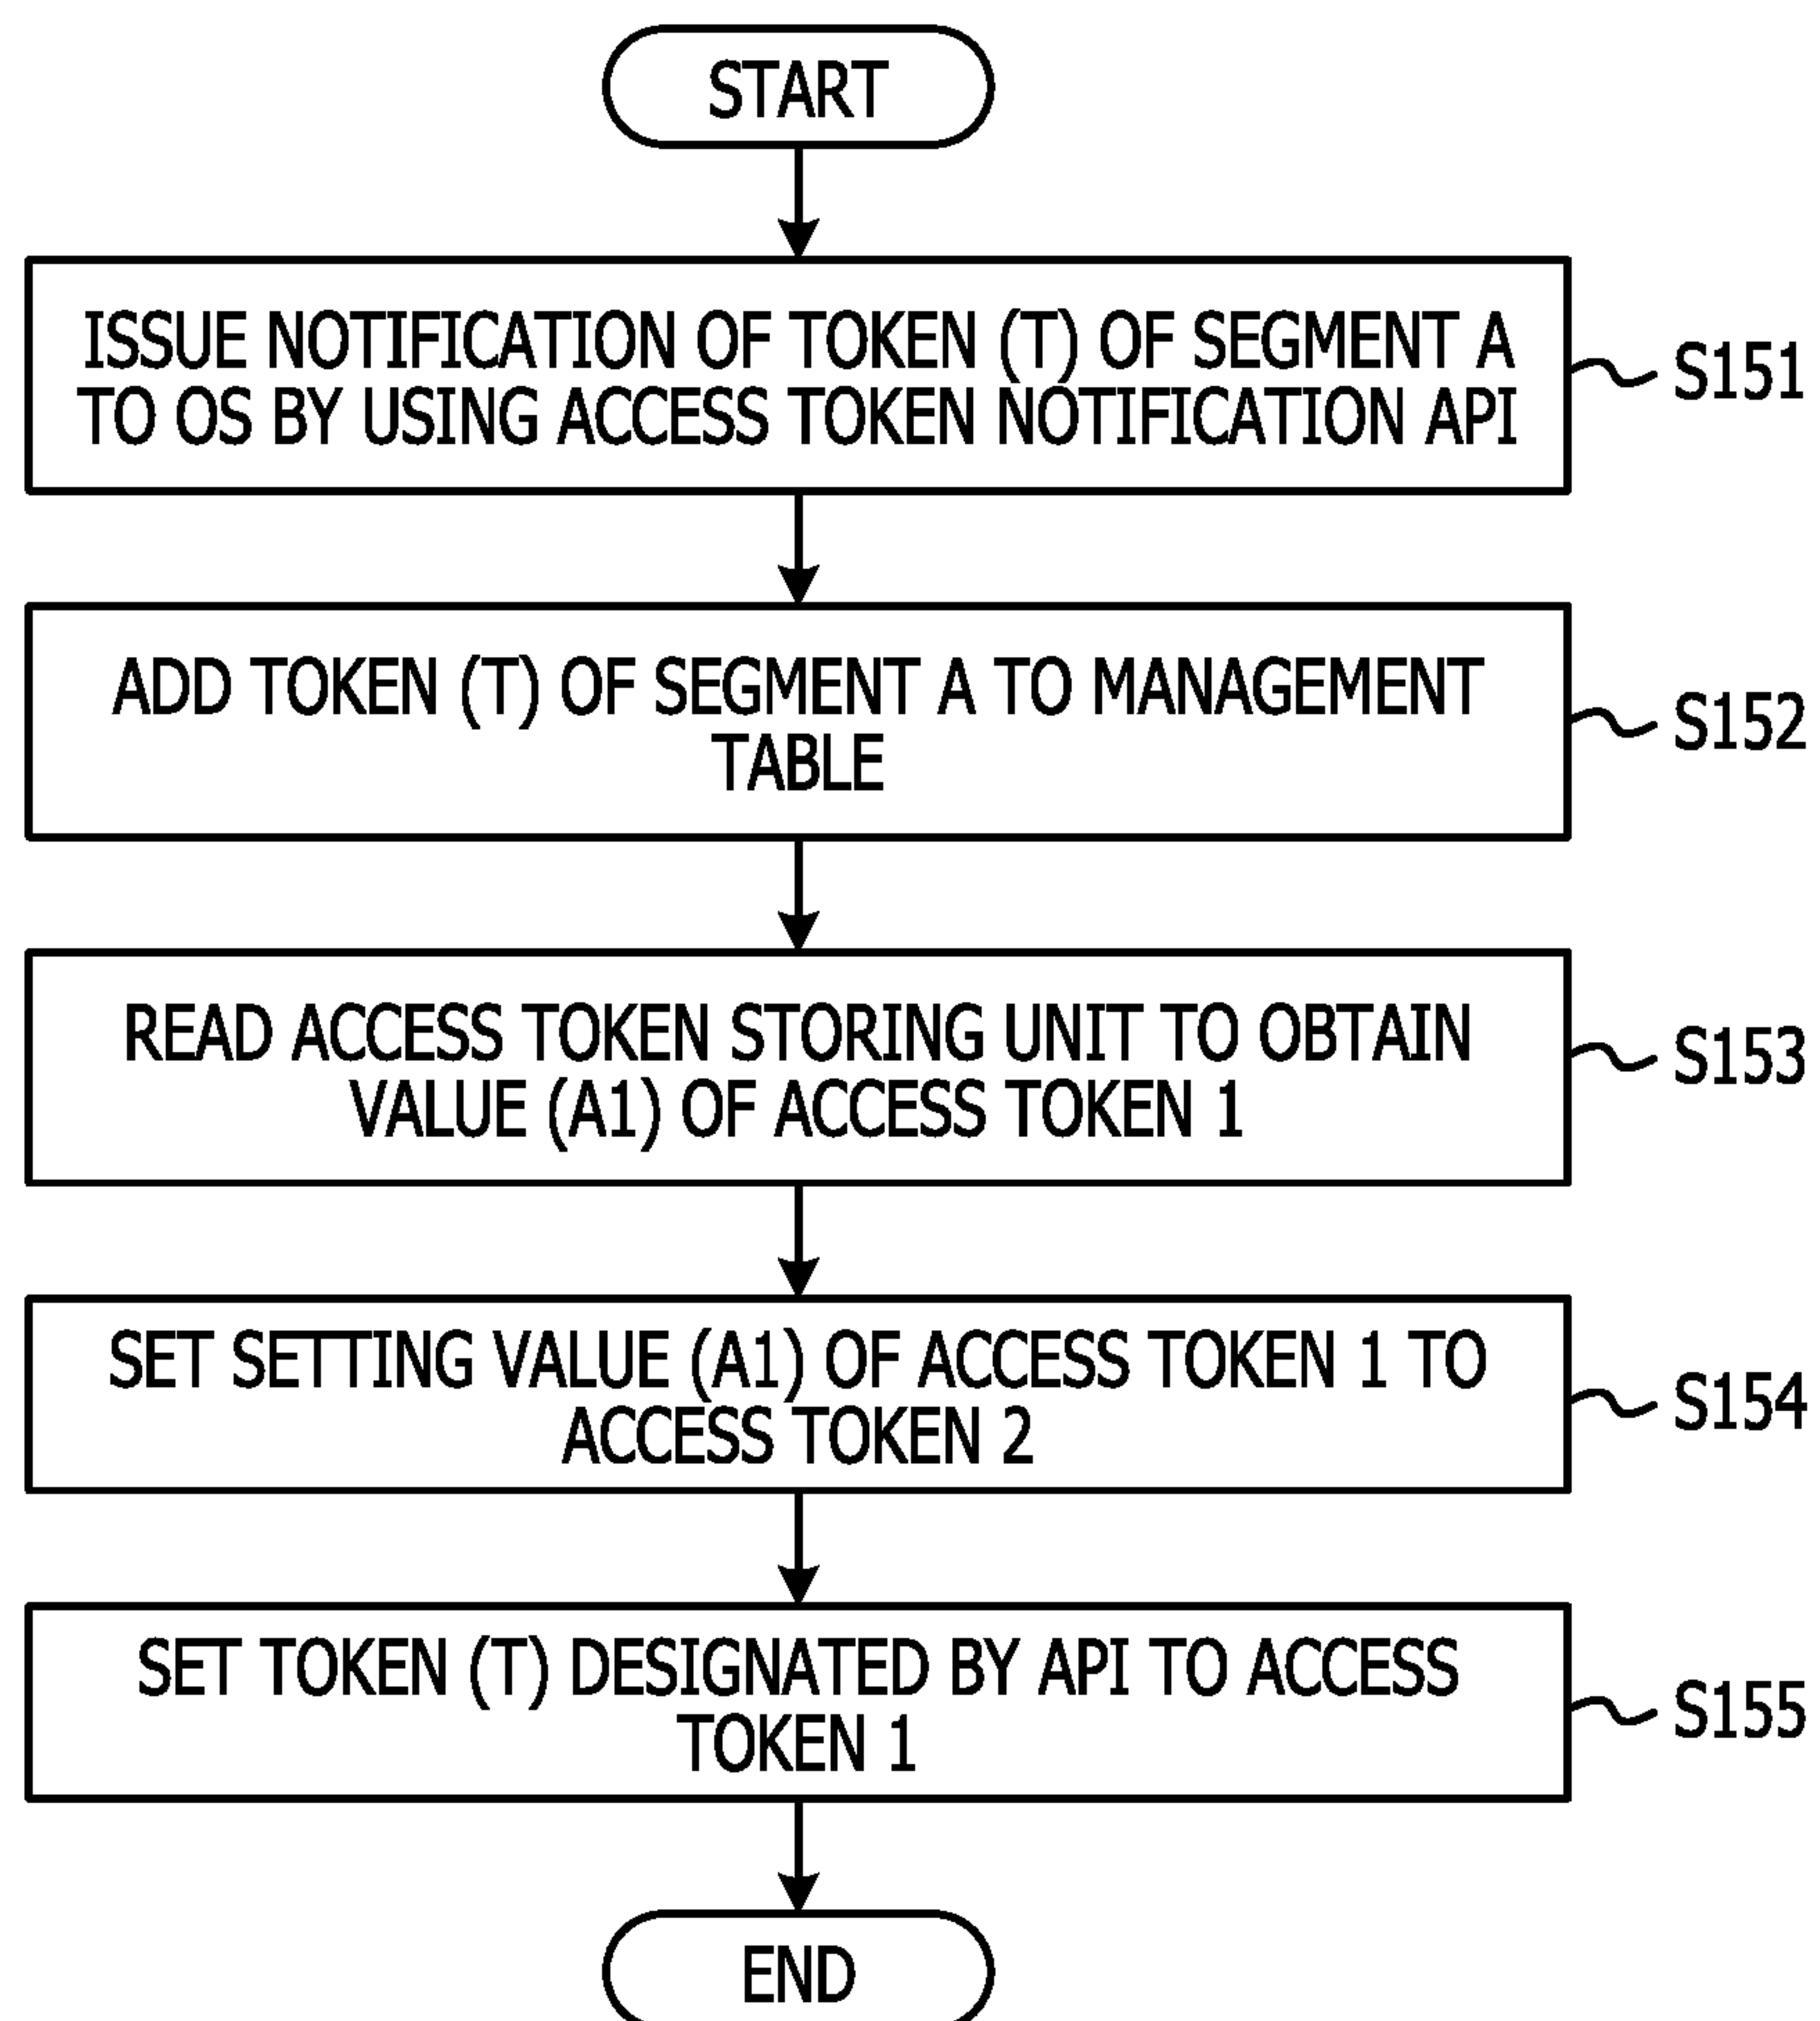 START
ISSUE NOTIFICATION OF TOKEN (T) OF SEGMENT A
TO OS BY USING ACCESS TOKEN NOTIFICATION API
S151
ADD TOKEN (T) OF SEGMENT A TO MANAGEMENT
TABLE
S152
READ ACCESS TOKEN STORING UNIT TO OBTAIN
VALUE (A1) OF ACCESS TOKEN 1
S153
SET SETTING VALUE (A1) OF ACCESS TOKEN 1 TO
ACCESS TOKEN 2
S154
SET TOKEN (T) DESIGNATED BY API TO ACCESS
TOKEN 1
S155
END